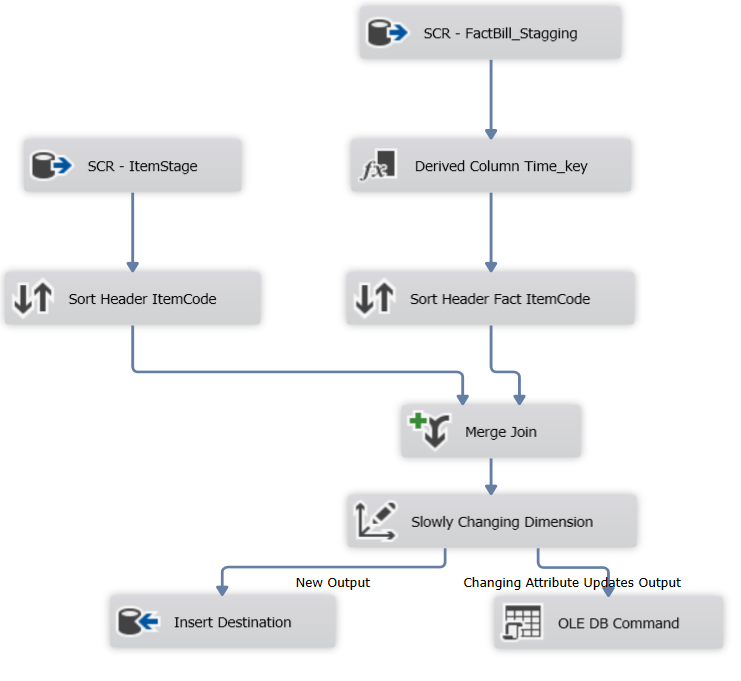 SCR - FactBill_Stagging
SCR - ItemStage
Derived Column Time_key
Sort Header ItemCode
Sort Header Fact ItemCode
Merge Join
Slowly Changing Dimension
New Output
Changing Attribute Updates Output
Insert Destination
OLE DB Command